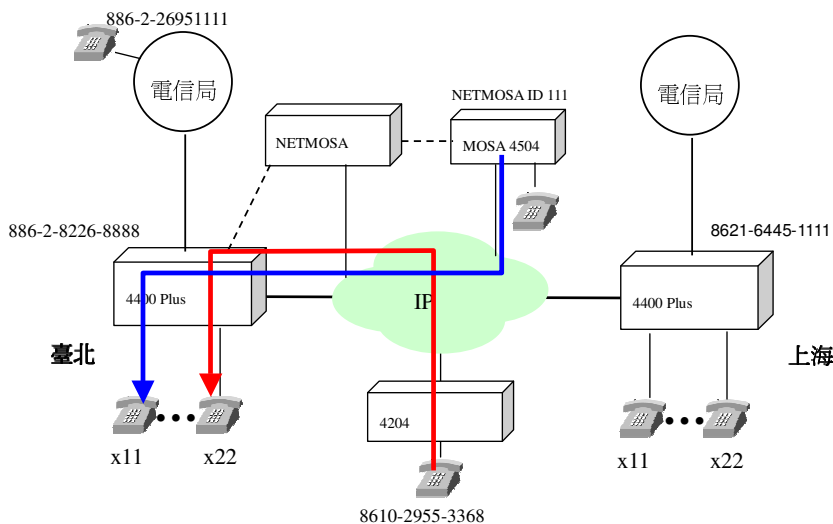 886-2-26951111
電信局
NETMOSA ID 111
電信局
NETMOSA
MOSA 4504
886-2-8226-8888
8621-6445-1111
4400 Plus
IP
4400 Plus
臺北
上海
4204
x11
x22
x11
x22
8610-2955-3368